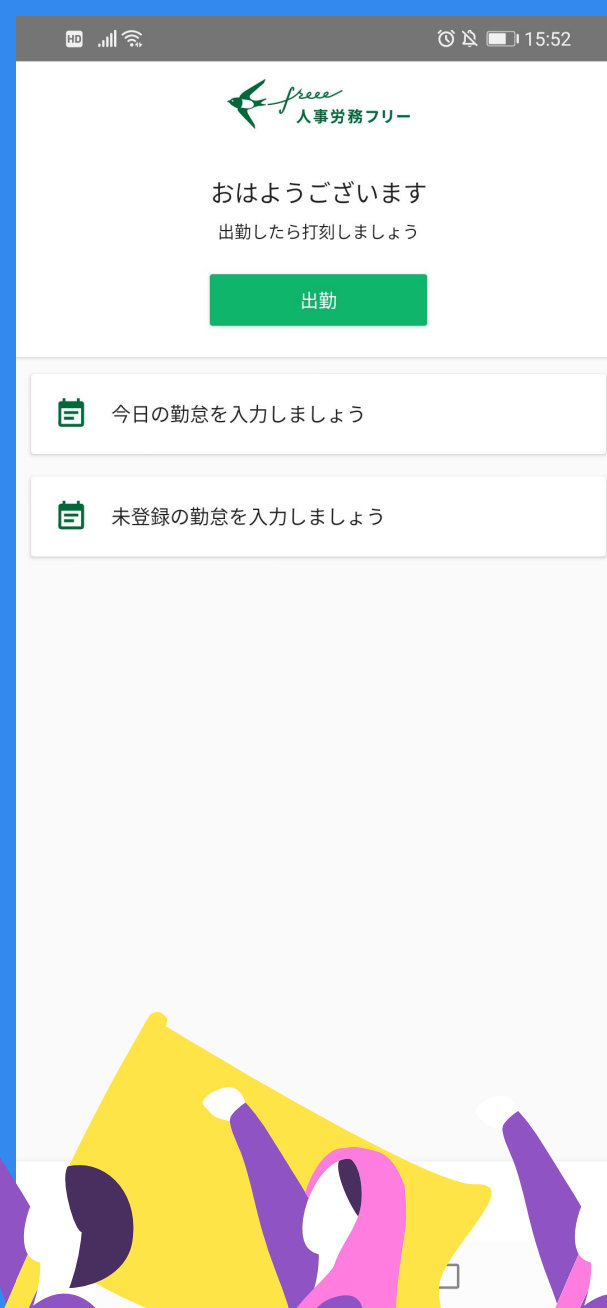 HD
15:52
freee
人事労務フリー
おはようございます
出勤したら打刻しましょう
出勤
今日の勤怠を入力しましょう
未登録の勤怠を入力しましょう